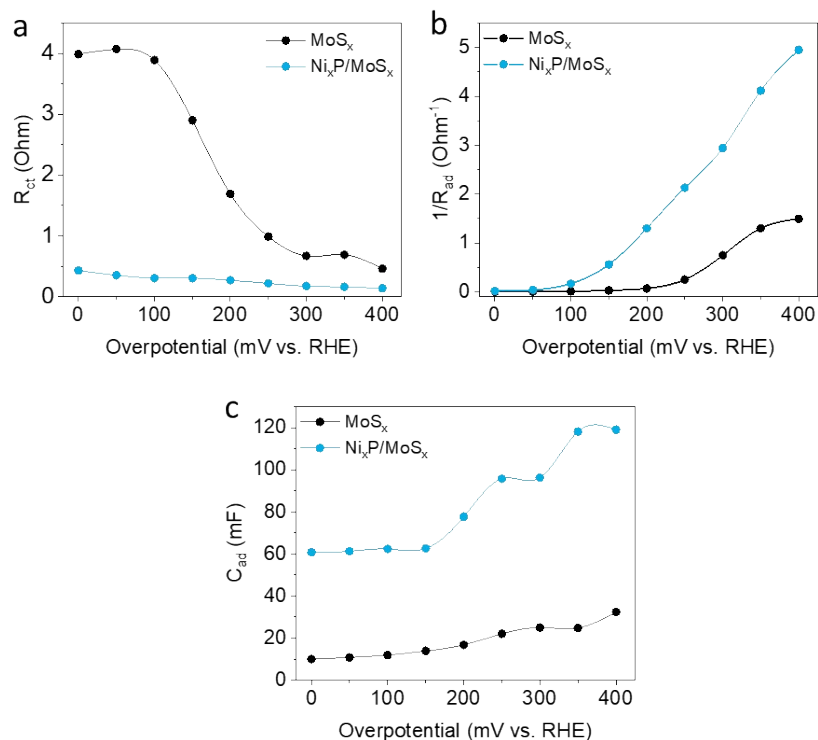 a
MoSₓ
NiₓP/MoSₓ
R_ct (Ohm)
4
3
2
1
0
0 100 200 300 400
Overpotential (mV vs. RHE)
b
MoSₓ
NiₓP/MoSₓ
1/R_ad (Ohm⁻¹)
5
4
3
2
1
0
0 100 200 300 400
Overpotential (mV vs. RHE)
c
MoSₓ
NiₓP/MoSₓ
C_ad (mF)
120
100
80
60
40
20
0
0 100 200 300 400
Overpotential (mV vs. RHE)